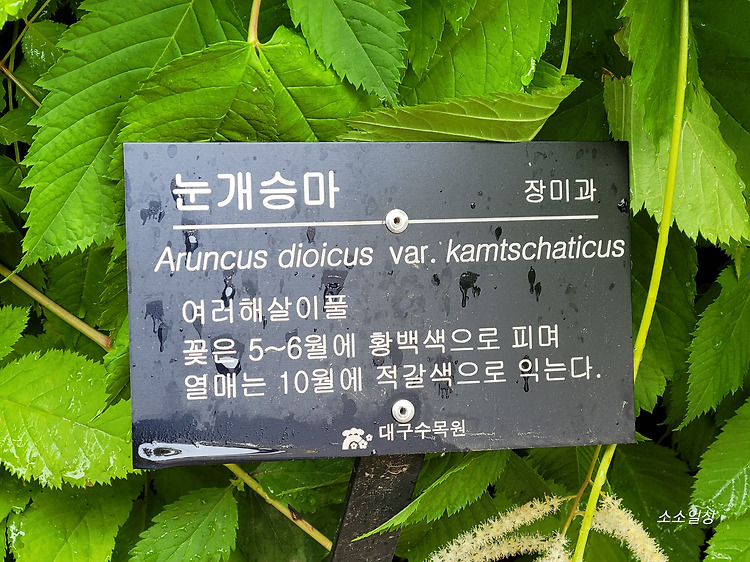 눈개승마 장미과
Aruncus dioicus var. kamtschaticus
여러해살이풀
꽃은 5~6월에 황백색으로 피며
열매는 10월에 적갈색으로 익는다.
대구수목원
소소일상